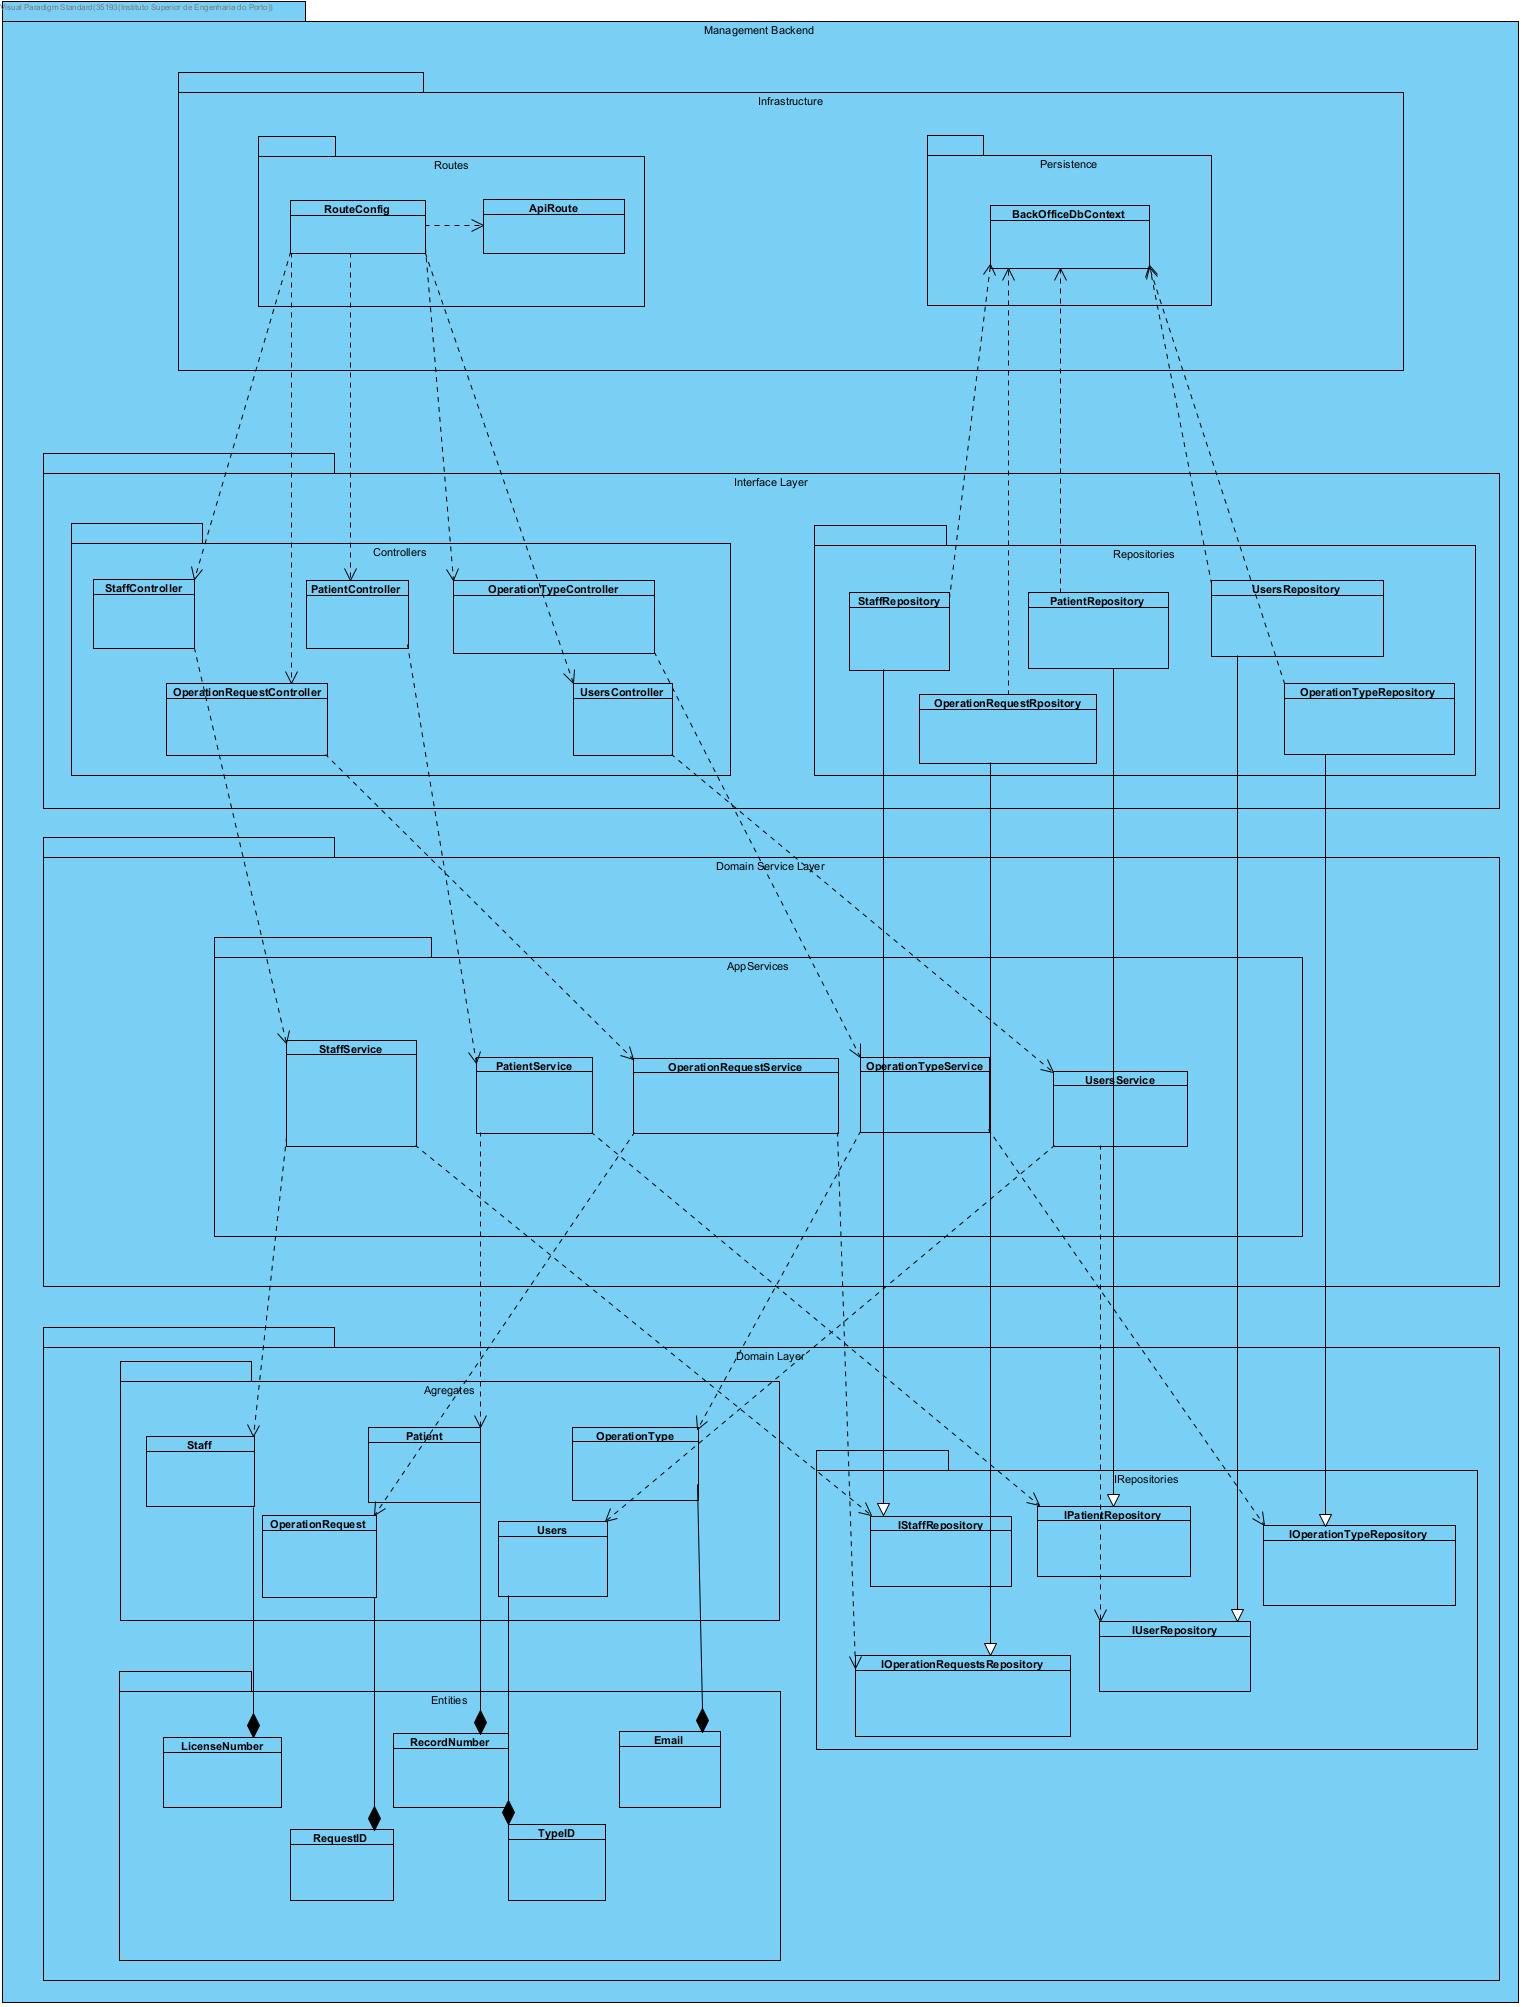 Visual Paradigm Standard(35193(Instituto Superior de Engenharia do Porto))
Management Backend
Infrastructure
Routes
Persistence
RouteConfig
ApiRoute
BackOfficeDbContext
Interface Layer
Controllers
Repositories
StaffController
PatientController
OperationTypeController
StaffRepository
PatientRepository
UsersRepository
OperationRequestController
UsersController
OperationRequestRpository
OperationTypeRepository
Domain Service Layer
AppServices
StaffService
PatientService
OperationRequestService
OperationTypeService
UsersService
Domain Layer
Agregates
Staff
Patient
OperationType
OperationRequest
Users
IRepositories
IStaffRepository
IPatientRepository
IOperationTypeRepository
IUserRepository
IOperationRequestsRepository
Entities
LicenseNumber
RecordNumber
Email
RequestID
TypeID